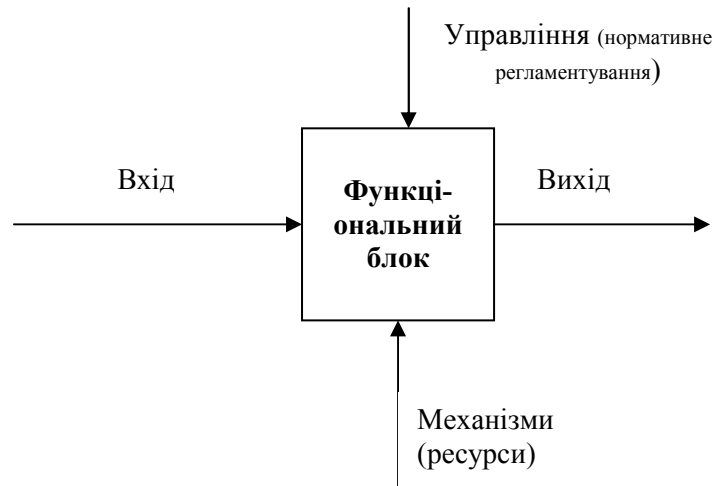 Управління (нормативне
регламентування)
Вхід
Функці-
ональний
блок
Вихід
Механізми
(ресурси)